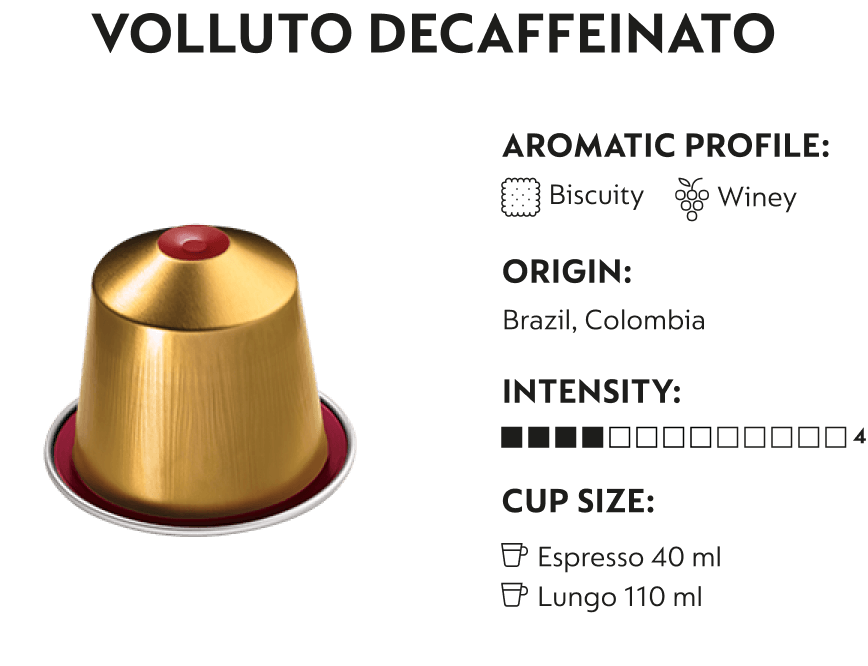 VOLLUTO DECAFFEINATO
AROMATIC PROFILE:
Biscuity Winey
ORIGIN:
Brazil, Colombia
INTENSITY:
4
CUP SIZE:
Espresso 40 ml
Lungo 110 ml